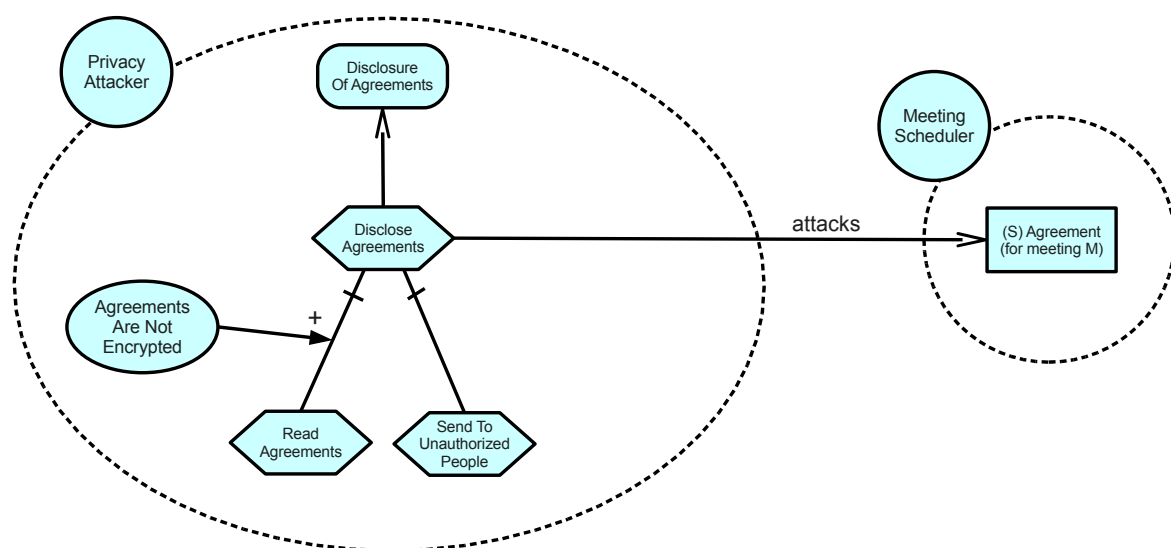 Privacy
Attacker
Disclosure
Of Agreements
Meeting
Scheduler
Disclose
Agreements
attacks
(S) Agreement
(for meeting M)
Agreements
Are Not
Encrypted
+
Read
Agreements
Send To
Unauthorized
People